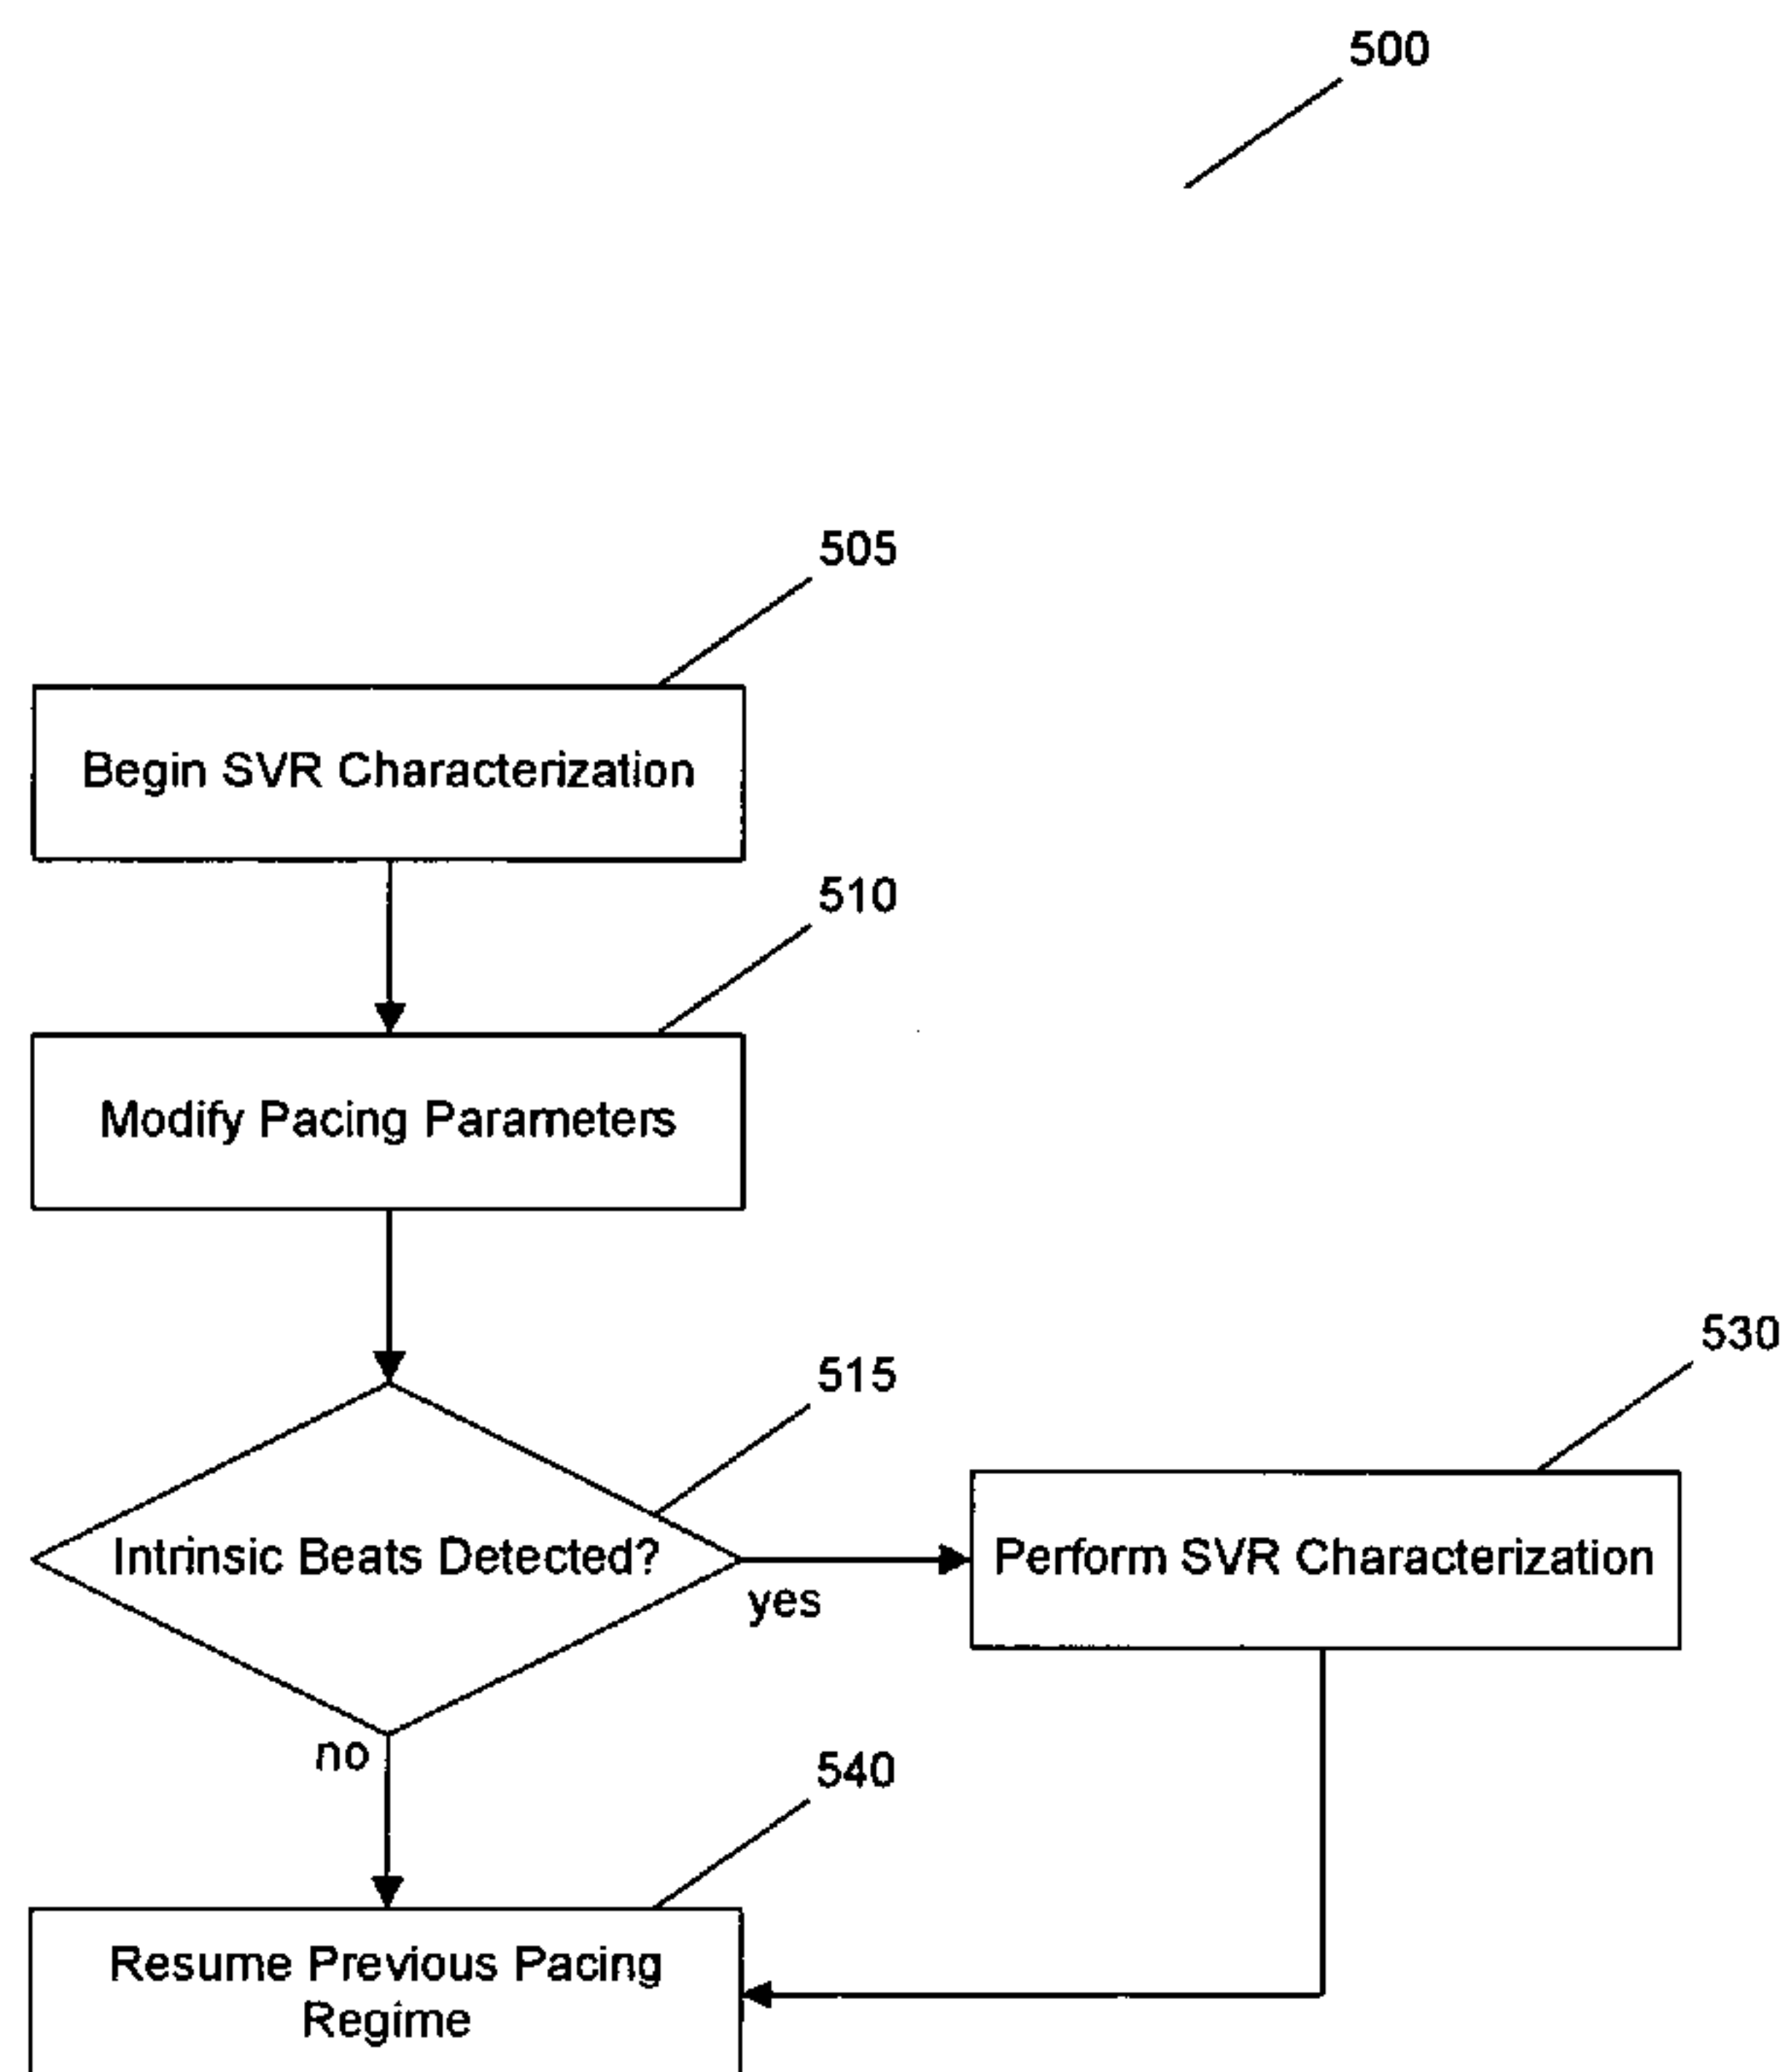 500
505
Begin SVR Characterization
510
Modify Pacing Parameters
515
530
Intrinsic Beats Detected?
Perform SVR Characterization
yes
no
540
Resume Previous Pacing
Regime